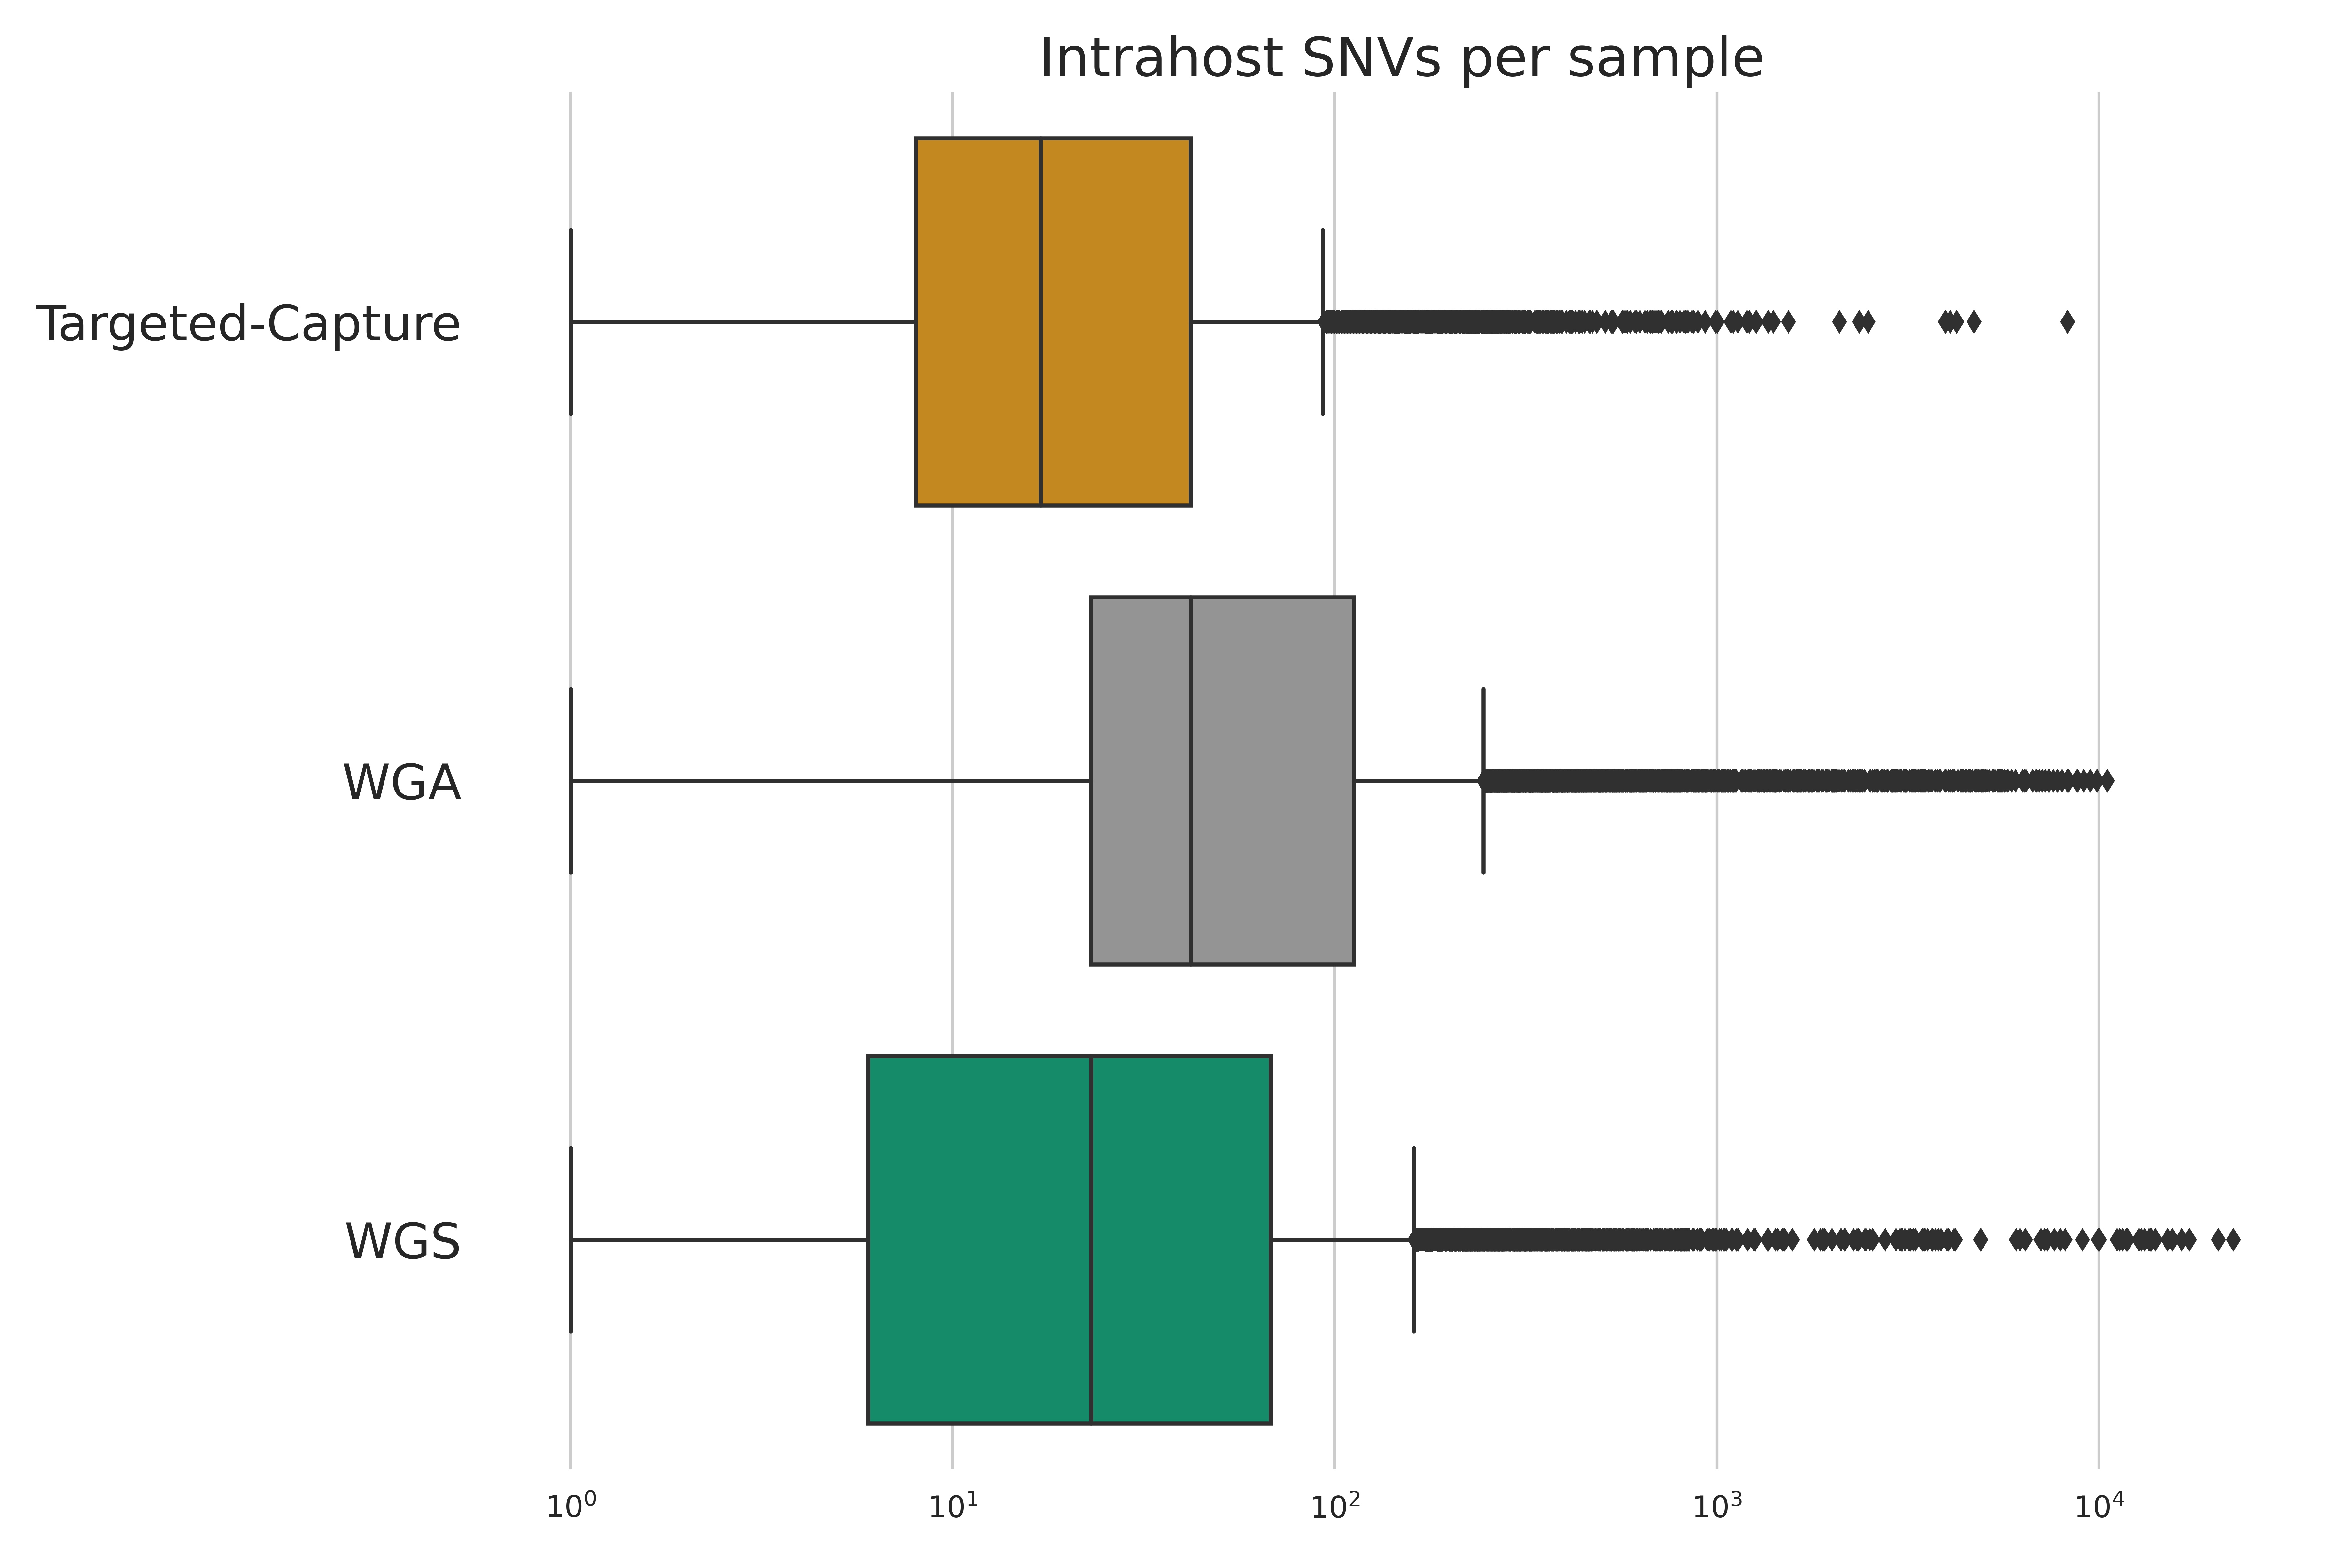 Intrahost SNVs per sample
Targeted-Capture
WGA
WGS
10⁰ 10¹ 10² 10³ 10⁴